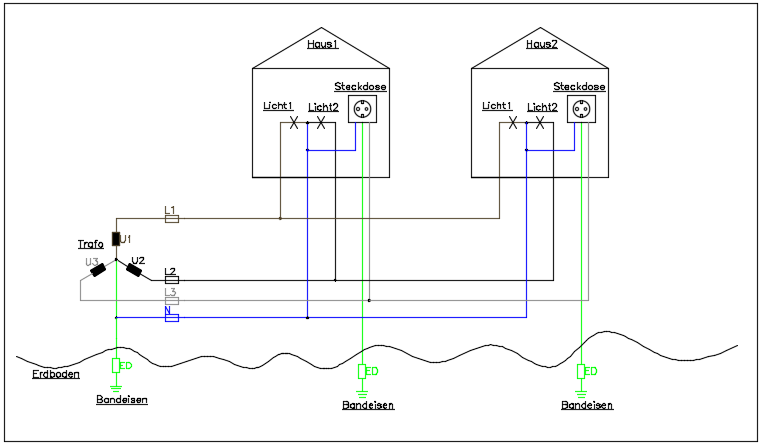 Haus1
Haus2
Steckdose
Steckdose
Licht1
Licht2
Licht1
Licht2
L1
Trafo
U1
U3
U2
L2
L3
N
ED
ED
ED
Erdboden
Bandeisen
Bandeisen
Bandeisen